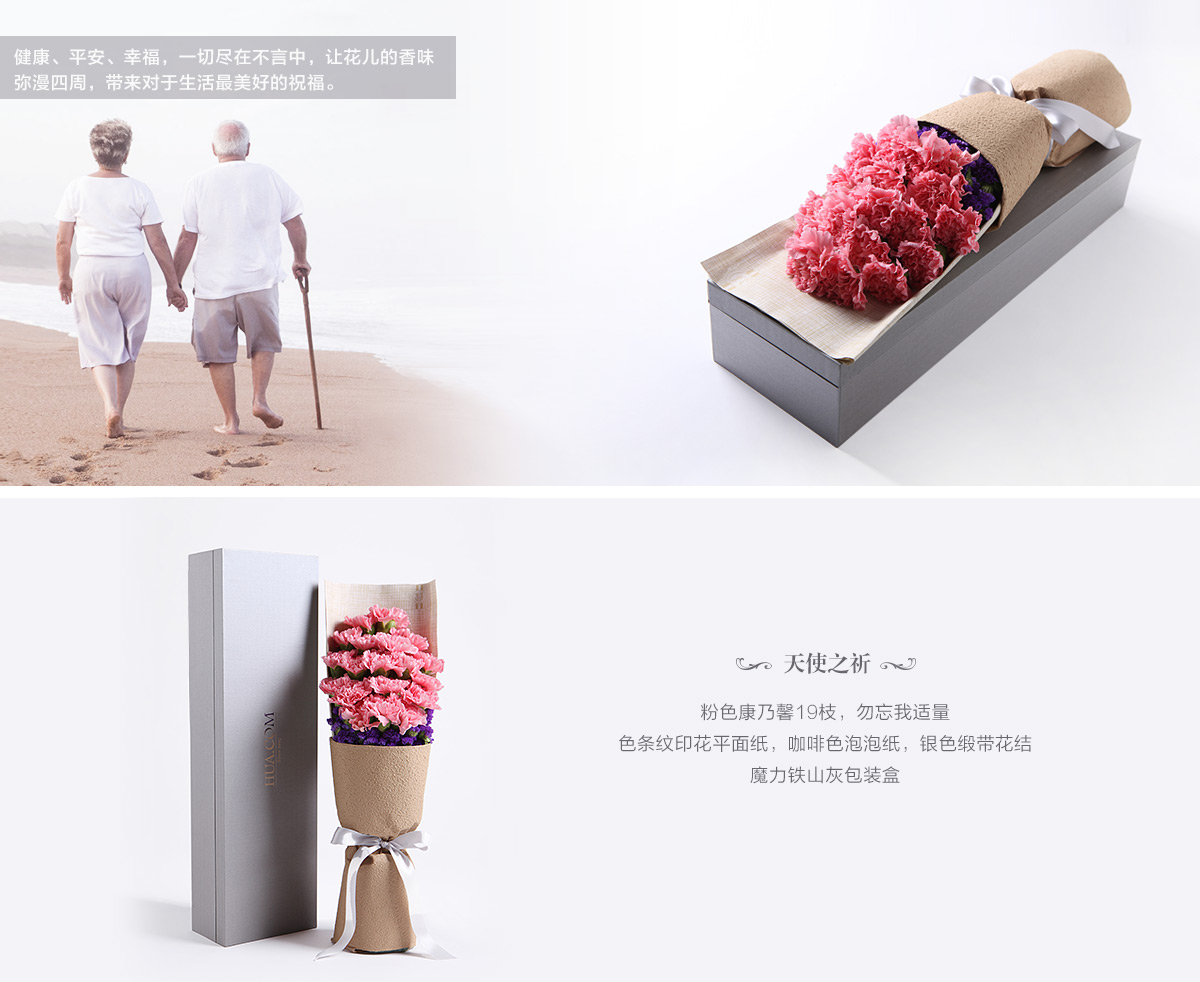 健康、平安、幸福，一切尽在不言中，让花儿的香味
弥漫四周，带来对于生活最美好的祝福。
HUA.COM
天使之祈
粉色康乃馨19枝，勿忘我适量
色条纹印花平面纸，咖啡色泡泡纸，银色缎带花结
魔力铁山灰包装盒